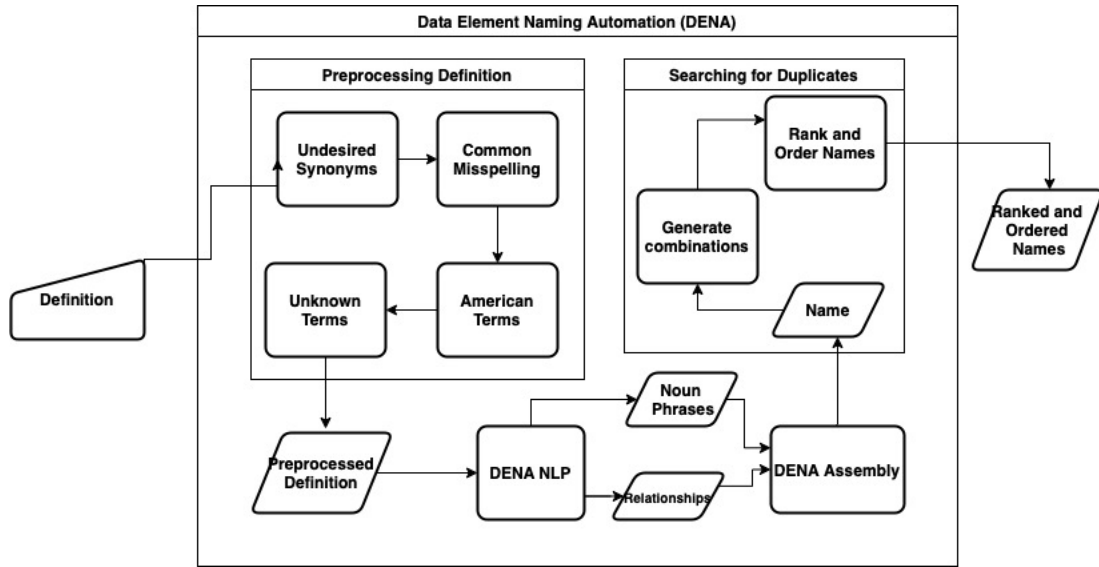 Data Element Naming Automation (DENA)
Preprocessing Definition
Searching for Duplicates
Undesired
Synonyms
Common
Misspelling
Rank and
Order Names
Generate
combinations
Ranked and
Ordered
Names
Definition
Unknown
Terms
American
Terms
Name
Noun
Phrases
Preprocessed
Definition
DENA NLP
Relationships
DENA Assembly